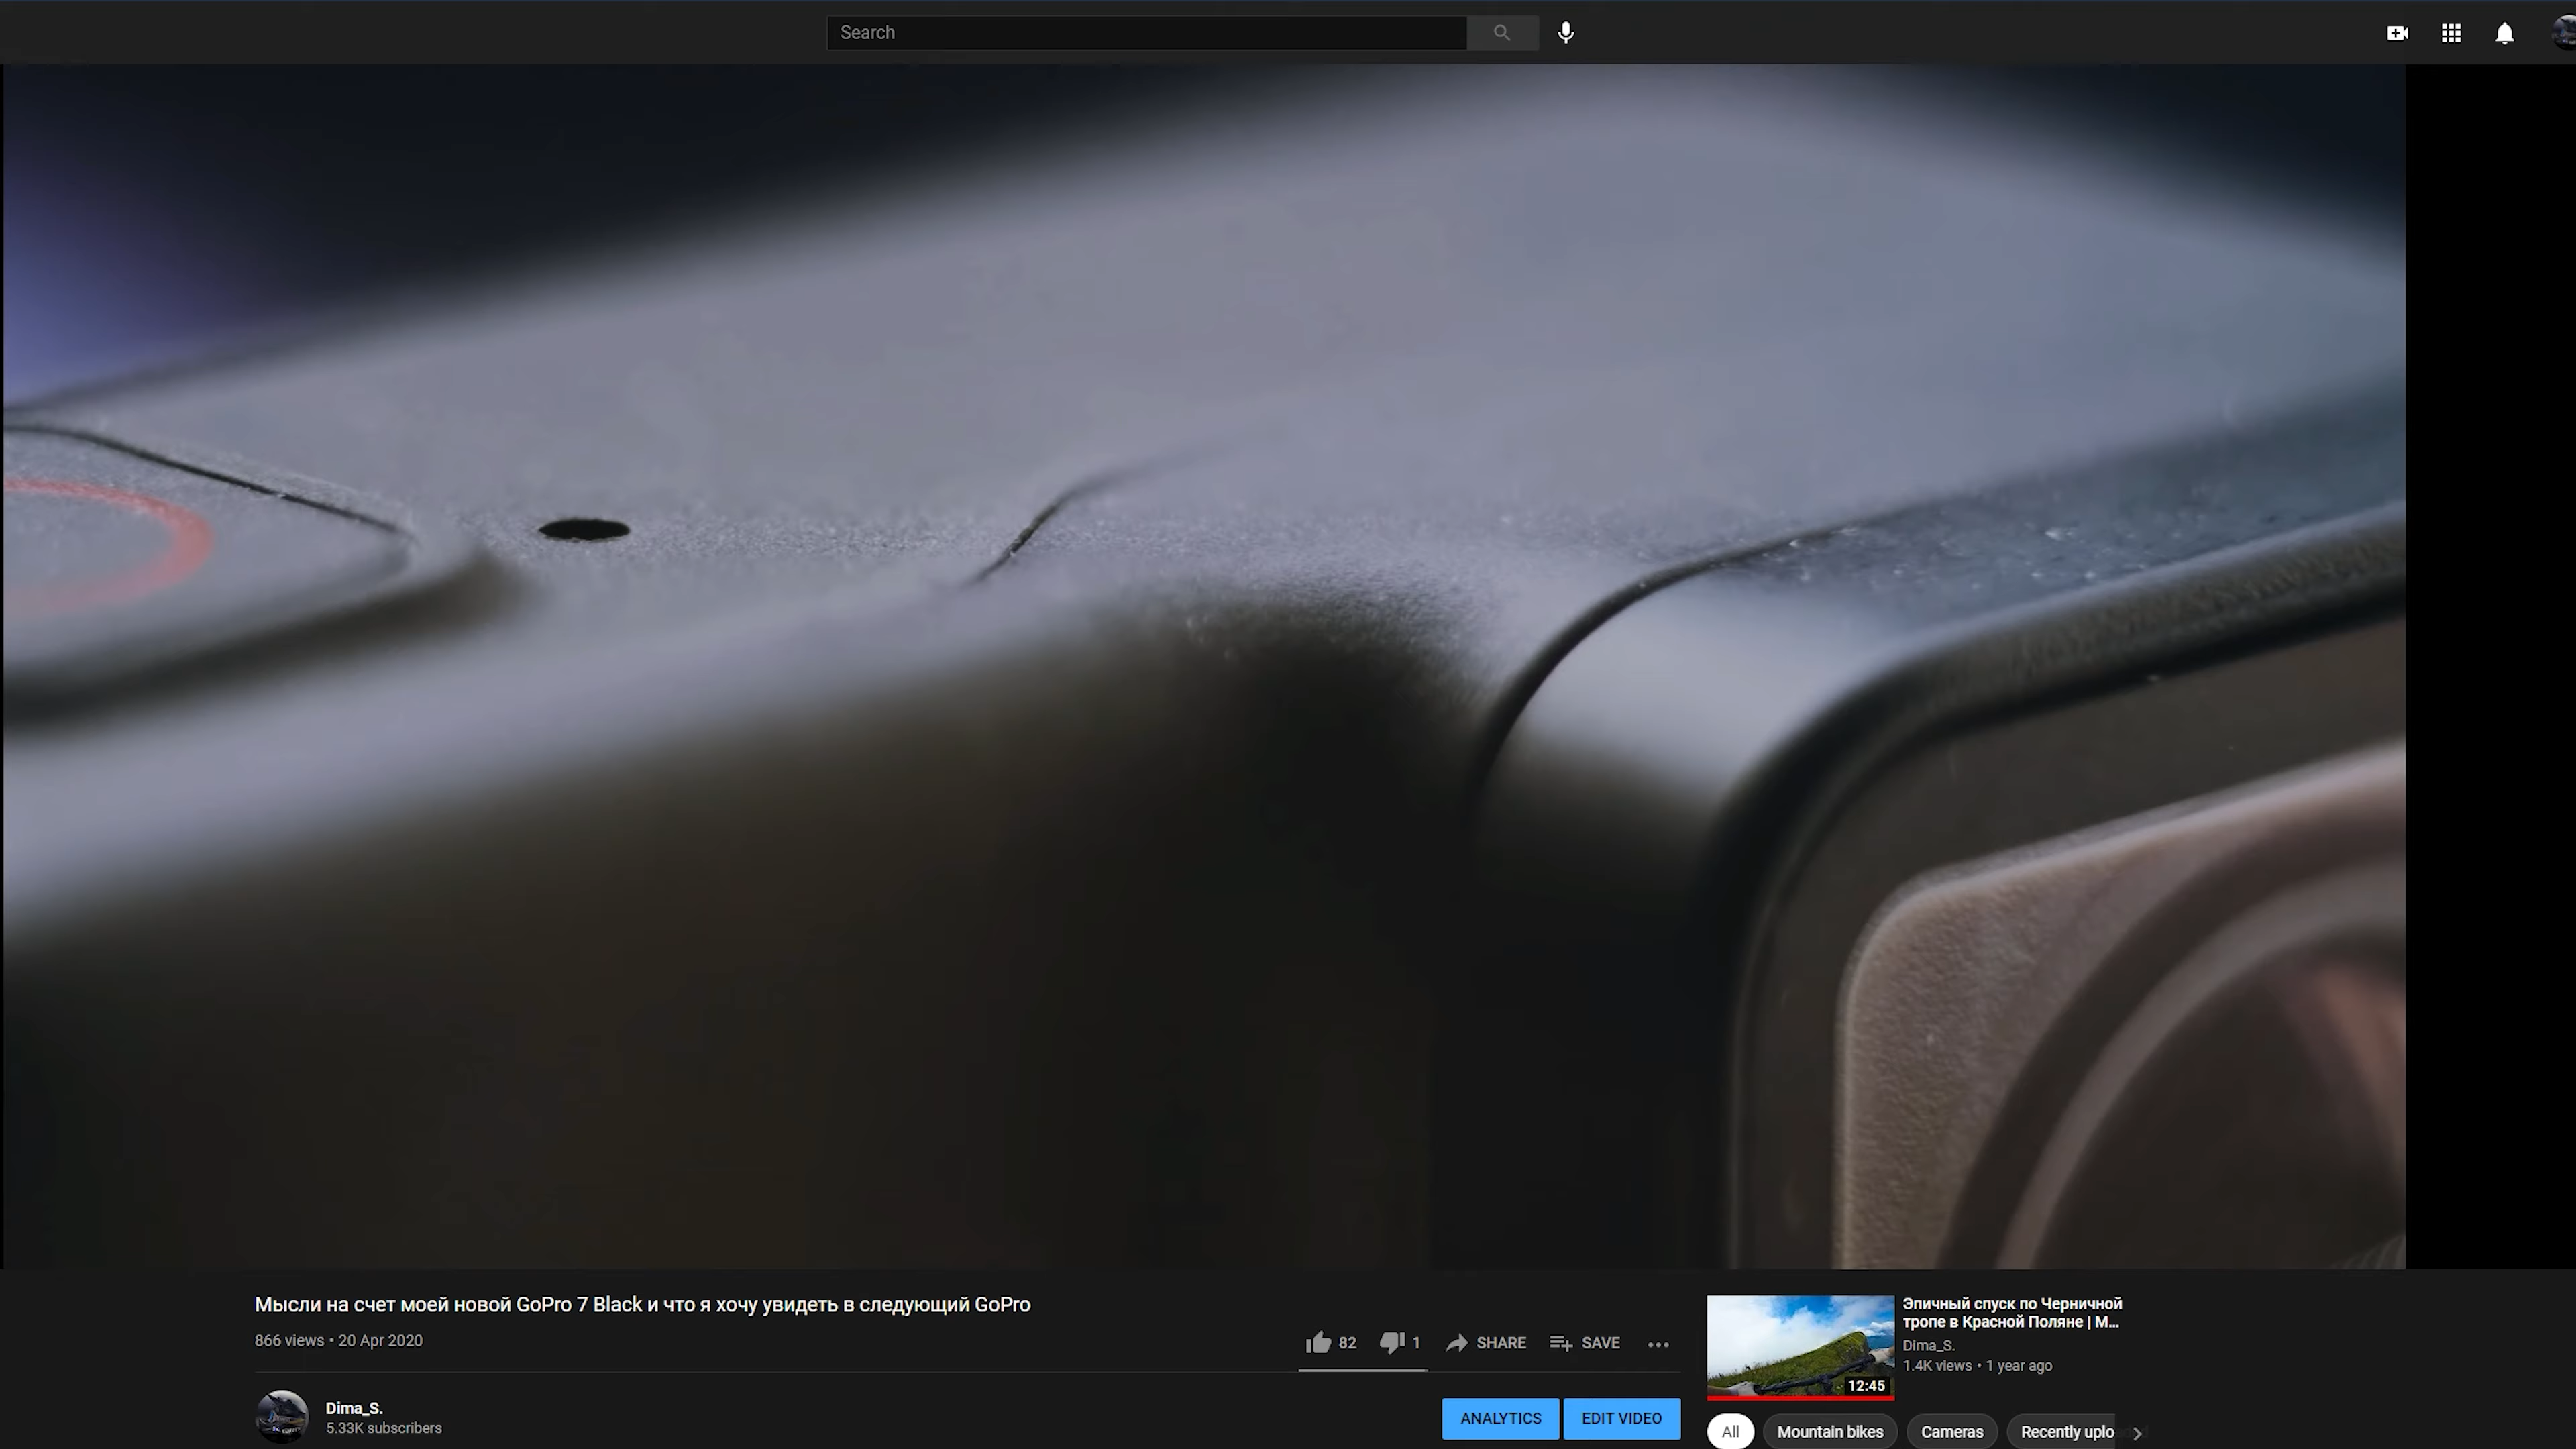 Search
Мысли на счет моей новой GoPro 7 Black и что я хочу увидеть в следующий GoPro
866 views • 20 Apr 2020
82
1
SHARE
SAVE
Dima_S.
5.33K subscribers
ANALYTICS
EDIT VIDEO
12:45
Эпичный спуск по Черничной
тропе в Красной Поляне | М...
Dima_S.
1.4K views • 1 year ago
All
Mountain bikes
Cameras
Recently uplo